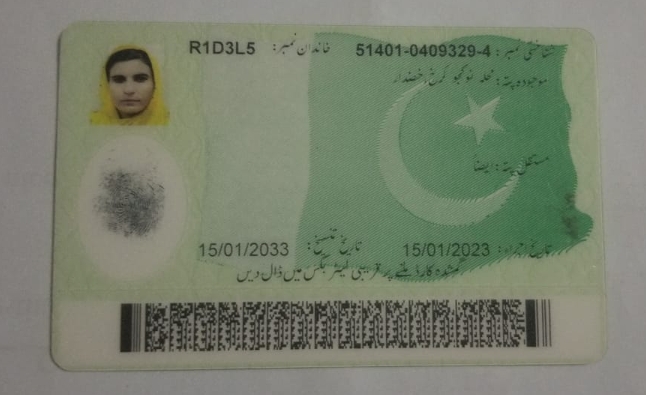 شناختی نمبر: 51401-0409329-4 خاندان نمبر: R1D3L5
موجودہ پتہ: محلہ کرخ، خضدار
مستقل پتہ: ایضاً
تاریخ اجراء: 15/01/2023 تاریخ تنسیخ: 15/01/2033
گمشدہ کارڈ ملنے پر قریبی لیٹر بکس میں ڈال دیں